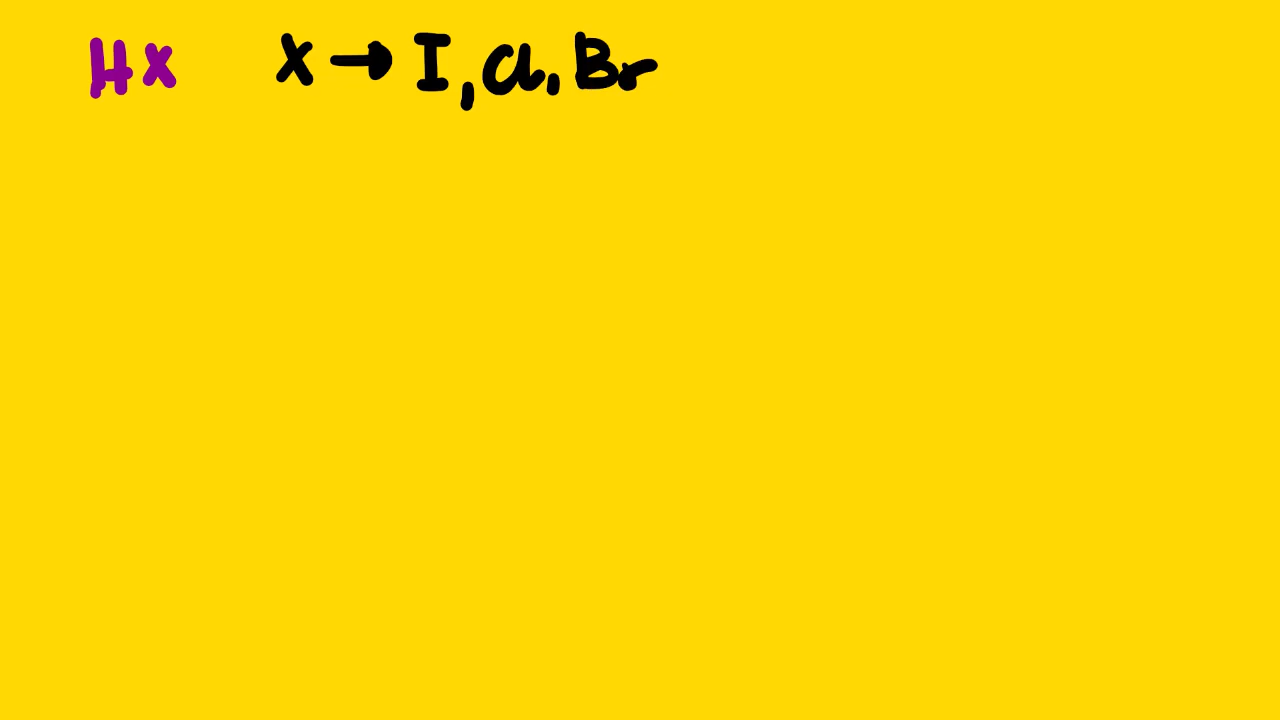 HX X → I, Cl, Br